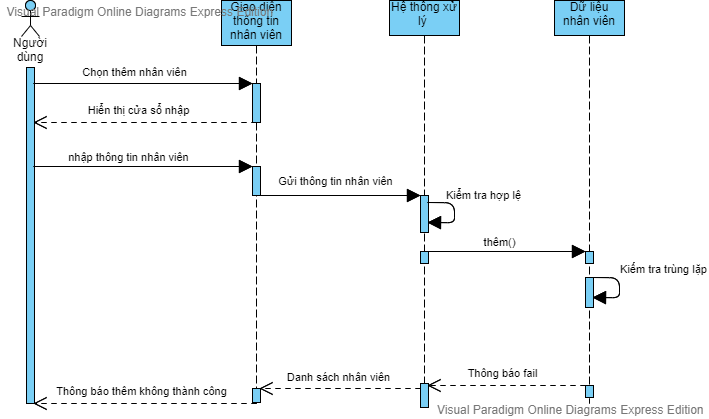 Visual Paradigm Online Diagrams Express Edition
Giao diện
thông tin
nhân viên
Hệ thống xử
lý
Dữ liệu
nhân viên
Người
dùng
Chọn thêm nhân viên
Hiển thị cửa sổ nhập
nhập thông tin nhân viên
Gửi thông tin nhân viên
Kiểm tra hợp lệ
thêm()
Kiểm tra trùng lặp
Thông báo fail
Danh sách nhân viên
Thông báo thêm không thành công
Visual Paradigm Online Diagrams Express Edition